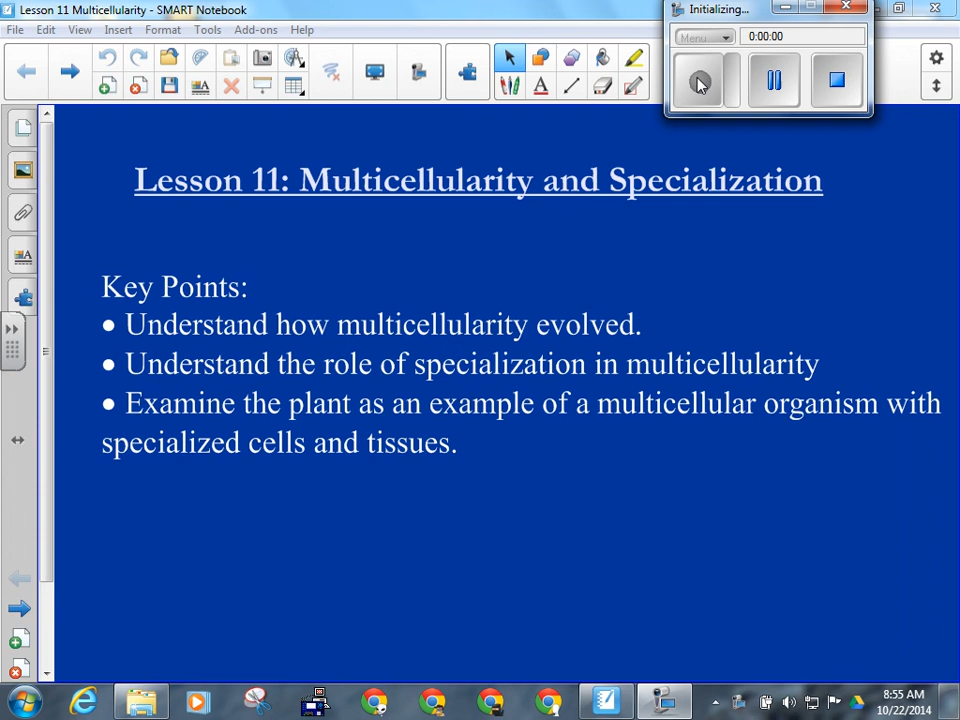 Lesson 11 Multicellularity - SMART Notebook
Initializing...
File Edit View Insert Format Tools Add-ons Help
Menu
0:00:00
Lesson 11: Multicellularity and Specialization
Key Points:
• Understand how multicellularity evolved.
• Understand the role of specialization in multicellularity
• Examine the plant as an example of a multicellular organism with
specialized cells and tissues.
8:55 AM
10/22/2014